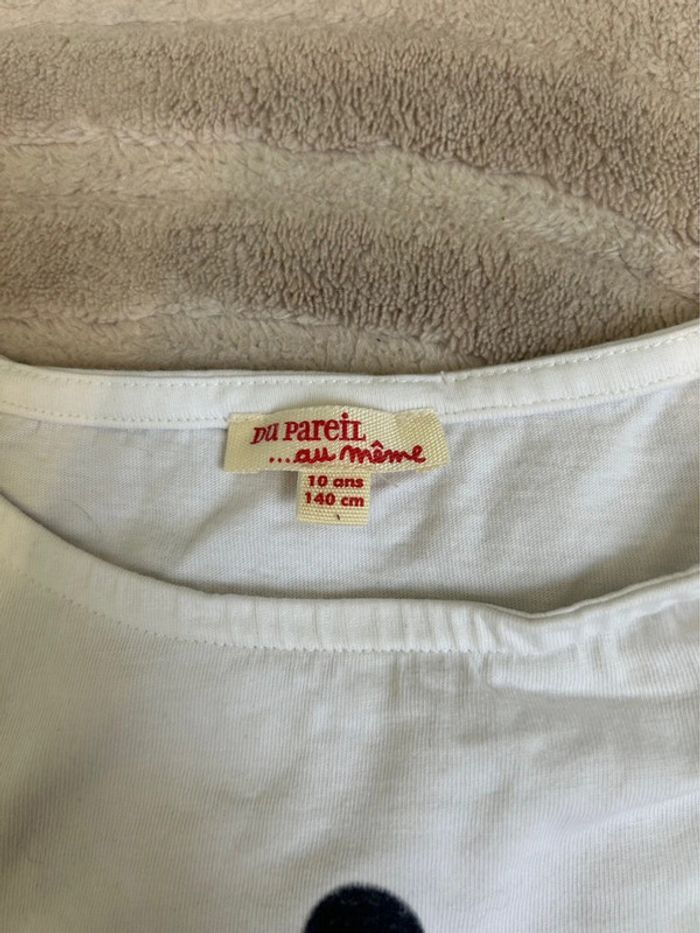 DU PAREIL
...au même
10 ans
140 cm